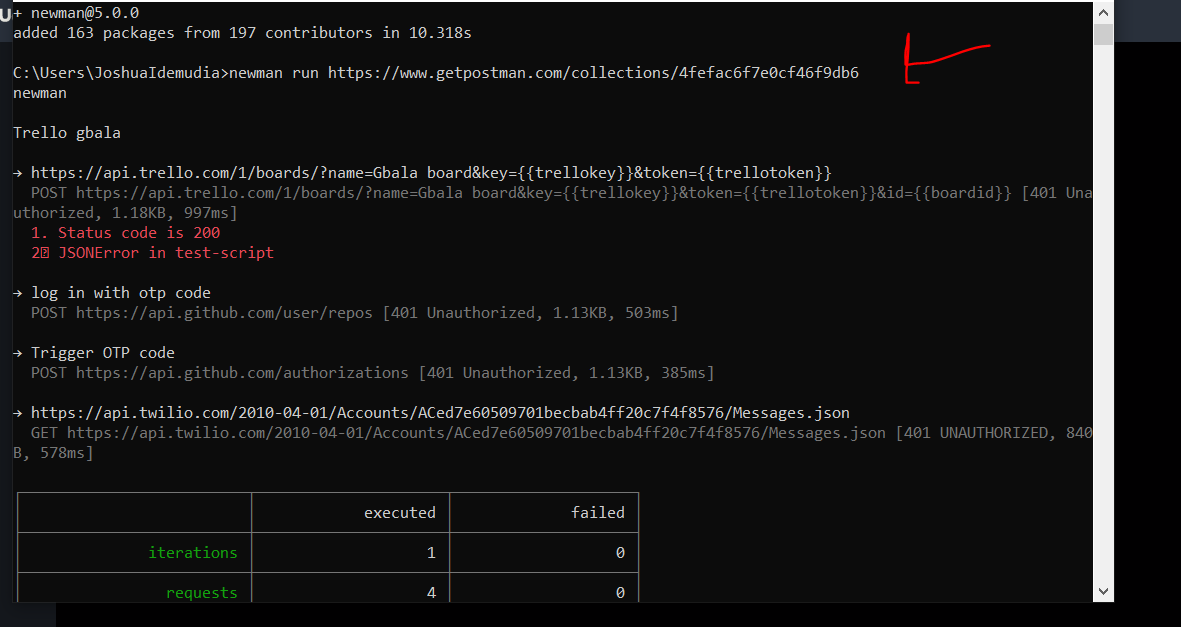 U+ newman@5.0.0
added 163 packages from 197 contributors in 10.318s
C:\Users\JoshuaIdemudia>newman run https://www.getpostman.com/collections/4fefac6f7e0cf46f9db6
newman
Trello gbala
→ https://api.trello.com/1/boards/?name=Gbala board&key={{trellokey}}&token={{trellotoken}}
POST https://api.trello.com/1/boards/?name=Gbala board&key={{trellokey}}&token={{trellotoken}}&id={{boardid}} [401 Una
uthorized, 1.18KB, 997ms]
1. Status code is 200
2⍰ JSONError in test-script
→ log in with otp code
POST https://api.github.com/user/repos [401 Unauthorized, 1.13KB, 503ms]
→ Trigger OTP code
POST https://api.github.com/authorizations [401 Unauthorized, 1.13KB, 385ms]
→ https://api.twilio.com/2010-04-01/Accounts/ACed7e60509701becbab4ff20c7f4f8576/Messages.json
GET https://api.twilio.com/2010-04-01/Accounts/ACed7e60509701becbab4ff20c7f4f8576/Messages.json [401 UNAUTHORIZED, 840
B, 578ms]
executed failed
iterations 1 0
requests 4 0